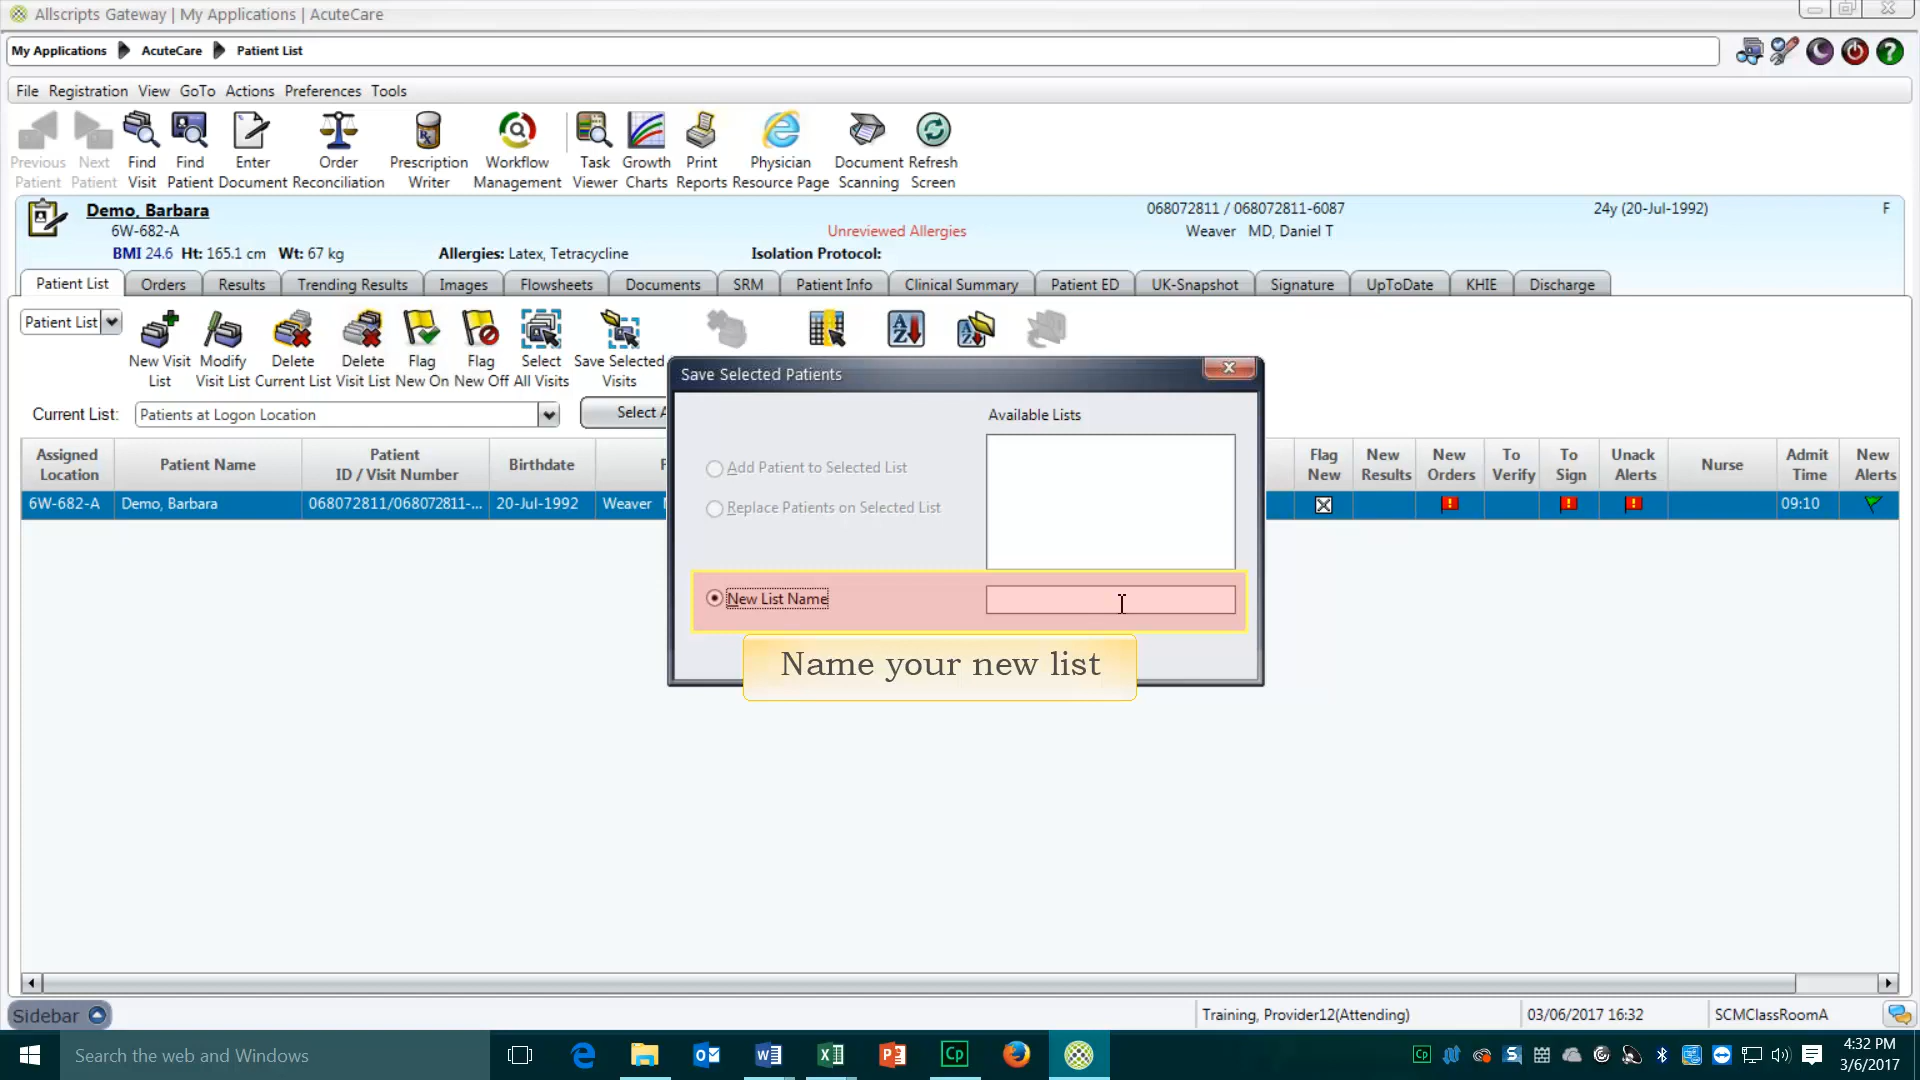 Allscripts Gateway | My Applications | AcuteCare
My Applications AcuteCare Patient List
File Registration View GoTo Actions Preferences Tools
Previous Patient
Next Patient
Find Visit
Find Patient
Enter Document
Order Reconciliation
Prescription Writer
Workflow Management
Task Viewer
Growth Charts
Print Reports
Physician Resource Page
Document Scanning
Refresh Screen
Demo, Barbara
068072811 / 068072811-6087
24y (20-Jul-1992)
F
6W-682-A
Unreviewed Allergies
Weaver MD, Daniel T
BMI 24.6 Ht: 165.1 cm Wt: 67 kg
Allergies: Latex, Tetracycline
Isolation Protocol:
Patient List Orders Results Trending Results Images Flowsheets Documents SRM Patient Info Clinical Summary Patient ED UK-Snapshot Signature UpToDate KHIE Discharge
Patient List
New Visit List
Modify Visit List
Delete Current List
Delete Visit List
Flag New On
Flag New Off
Select All Visits
Save Selected Visits
Current List: Patients at Logon Location
Select A
Save Selected Patients
Available Lists
Add Patient to Selected List
Replace Patients on Selected List
New List Name
Name your new list
Assigned Location
Patient Name
Patient ID / Visit Number
Birthdate
Flag New
New Results
New Orders
To Verify
To Sign
Unack Alerts
Nurse
Admit Time
New Alerts
6W-682-A Demo, Barbara 068072811/068072811-... 20-Jul-1992 Weaver 09:10
Sidebar
Training, Provider12(Attending)
03/06/2017 16:32
SCMClassRoomA
Search the web and Windows
4:32 PM
3/6/2017